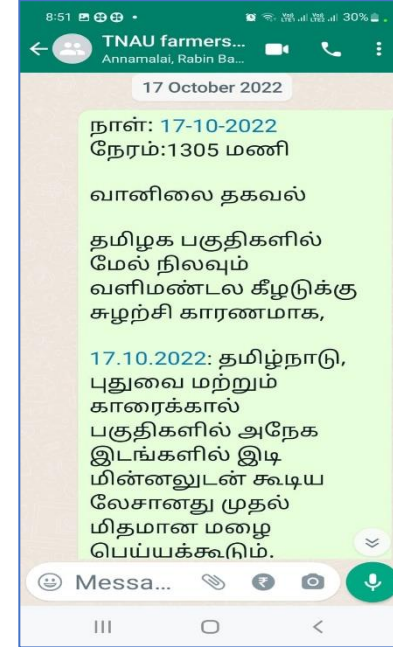 8:51
30%
TNAU farmers...
Annamalai, Rabin Ba...
17 October 2022
நாள்: 17-10-2022
நேரம்:1305 மணி
வானிலை தகவல்
தமிழக பகுதிகளில்
மேல் நிலவும்
வளிமண்டல கீழடுக்கு
சுழற்சி காரணமாக,
17.10.2022: தமிழ்நாடு,
புதுவை மற்றும்
காரைக்கால்
பகுதிகளில் அநேக
இடங்களில் இடி
மின்னலுடன் கூடிய
லேசானது முதல்
மிதமான மழை
பெய்யக்கூடும்.
Messa...